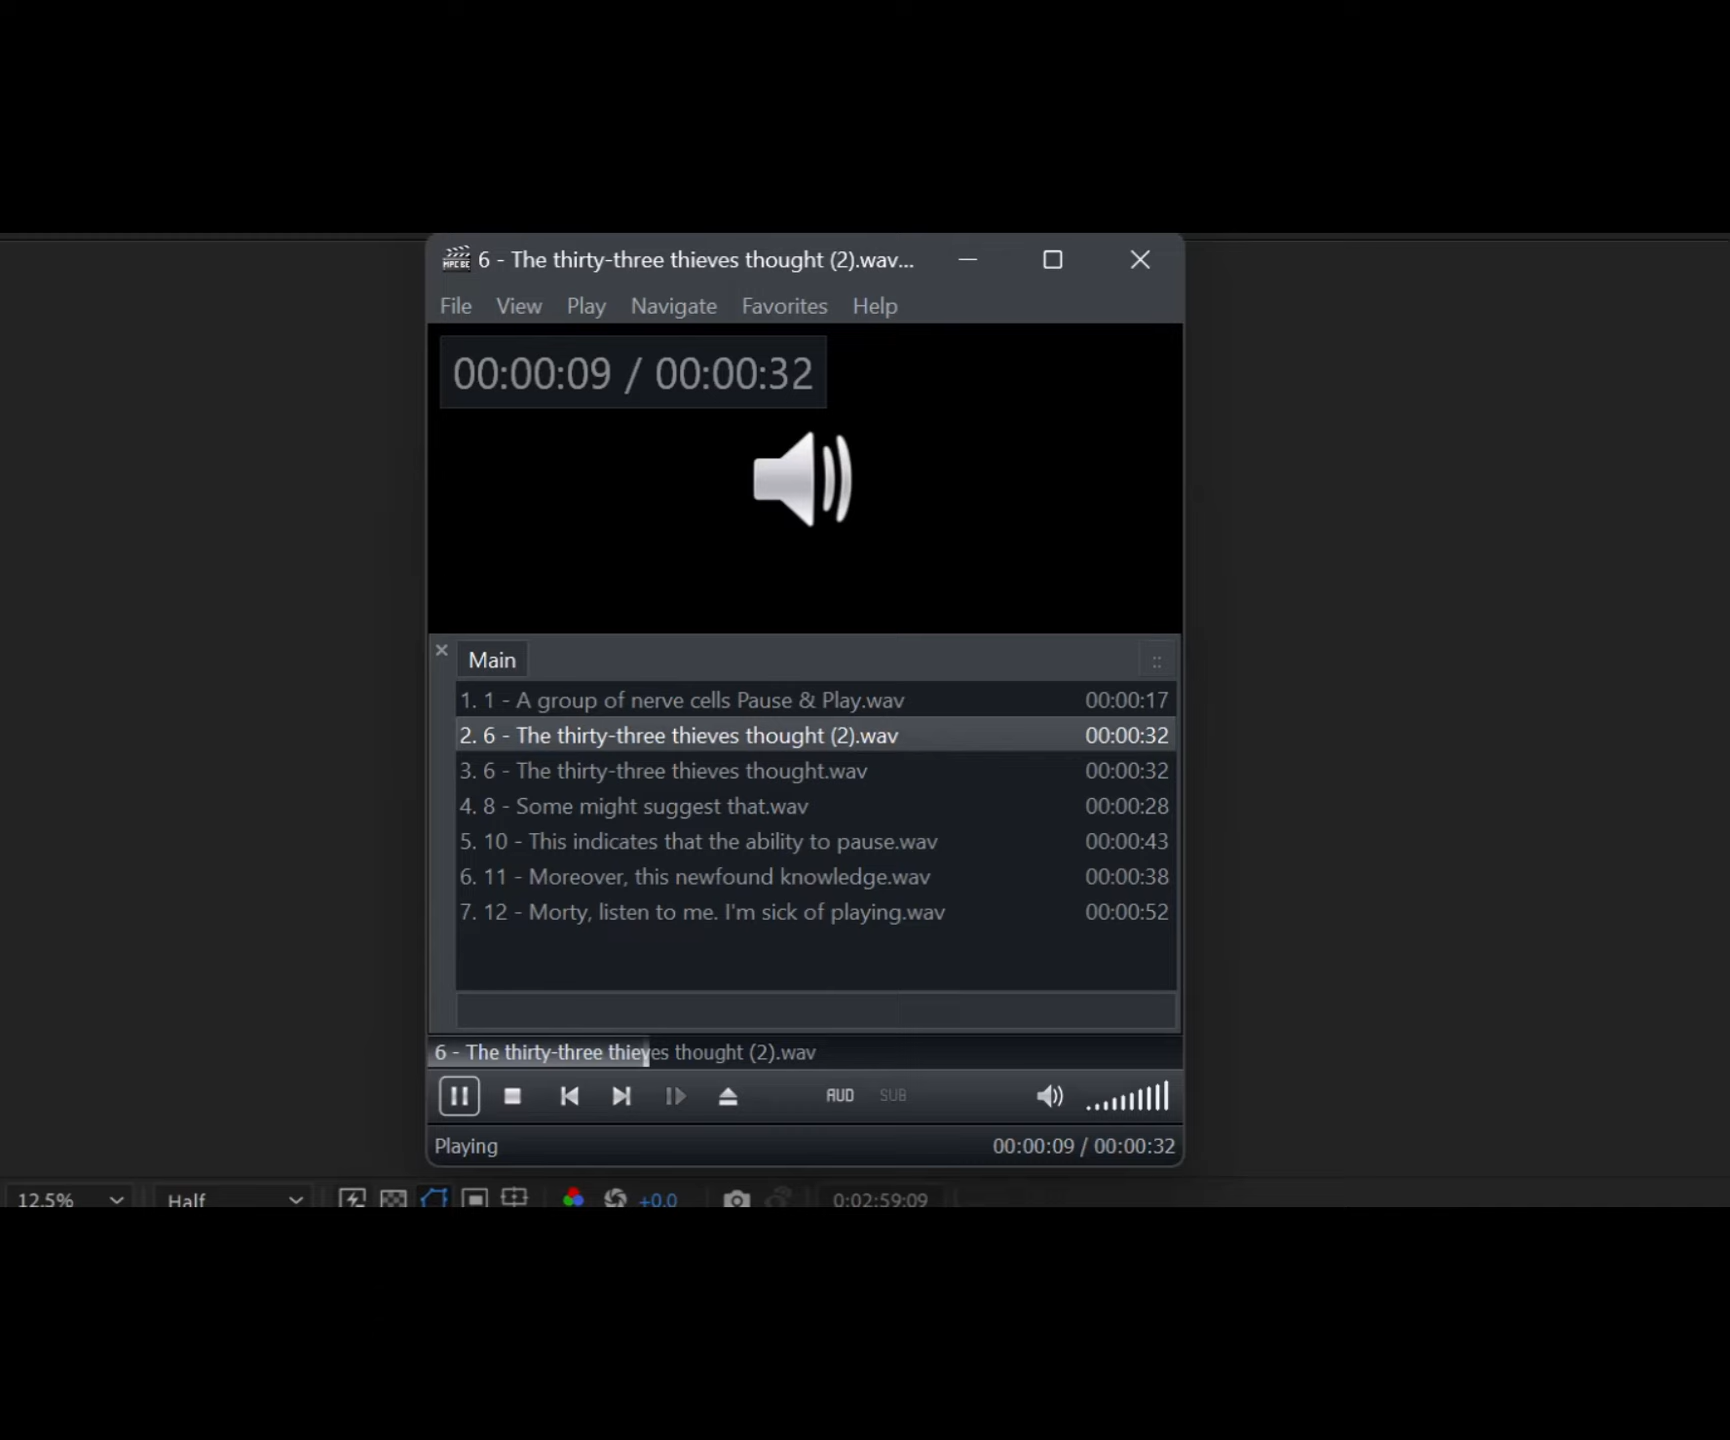 MPC BE 6 - The thirty-three thieves thought (2).wav...
File View Play Navigate Favorites Help
00:00:09 / 00:00:32
Main
1. 1 - A group of nerve cells Pause & Play.wav 00:00:17
2. 6 - The thirty-three thieves thought (2).wav 00:00:32
3. 6 - The thirty-three thieves thought.wav 00:00:32
4. 8 - Some might suggest that.wav 00:00:28
5. 10 - This indicates that the ability to pause.wav 00:00:43
6. 11 - Moreover, this newfound knowledge.wav 00:00:38
7. 12 - Morty, listen to me. I'm sick of playing.wav 00:00:52
6 - The thirty-three thieves thought (2).wav
AUD SUB
Playing 00:00:09 / 00:00:32
12.5% Half +0.0 0:02:59:09